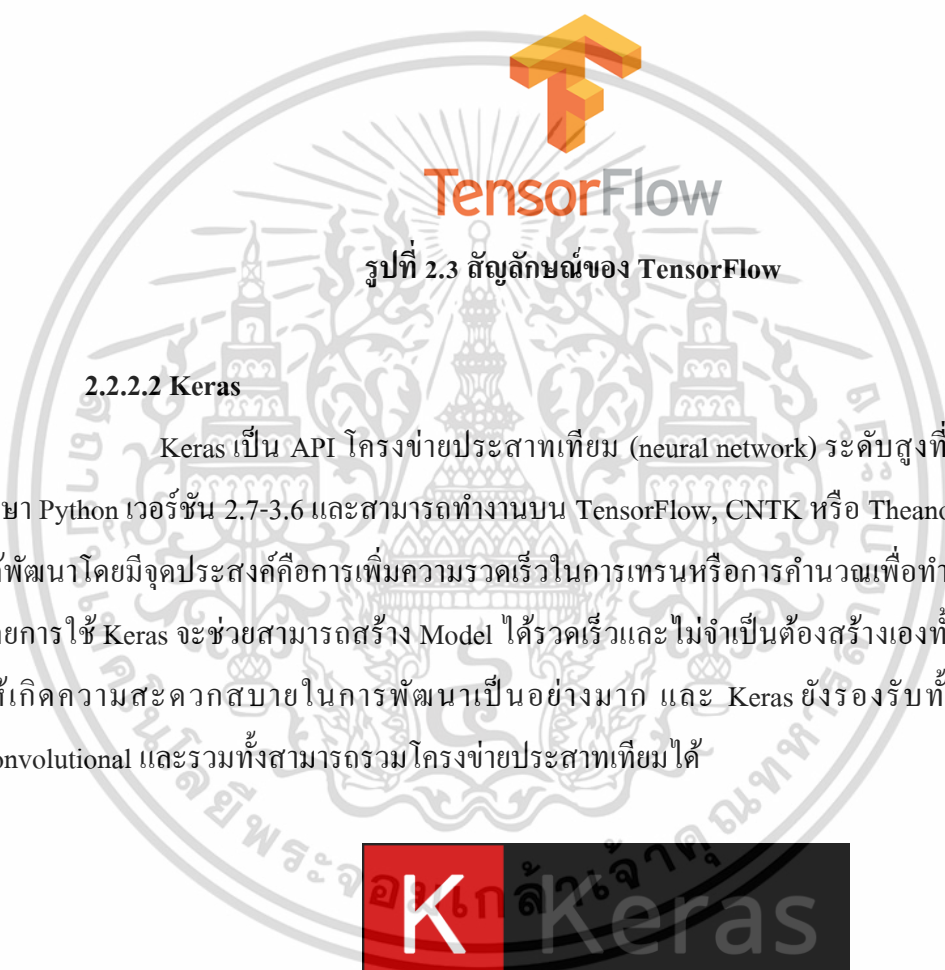 TensorFlow
รูปที่ 2.3 สัญลักษณ์ของ TensorFlow
2.2.2.2 Keras
Keras เป็น API โครงข่ายประสาทเทียม (neural network) ระดับสูงที่
ษา Python เวอร์ชัน 2.7-3.6 และสามารถทำงานบน TensorFlow, CNTK หรือ Theano
พัฒนาโดยมีจุดประสงค์คือการเพิ่มความรวดเร็วในการเทรนหรือการคำนวณเพื่อทำ
ยการใช้ Keras จะช่วยสามารถสร้าง Model ได้รวดเร็วและไม่จำเป็นต้องสร้างเองทั้
ห้เกิดความสะดวกสบายในการพัฒนาเป็นอย่างมาก และ Keras ยังรองรับทั้
onvolutional และรวมทั้งสามารถรวมโครงข่ายประสาทเทียมได้
K Keras